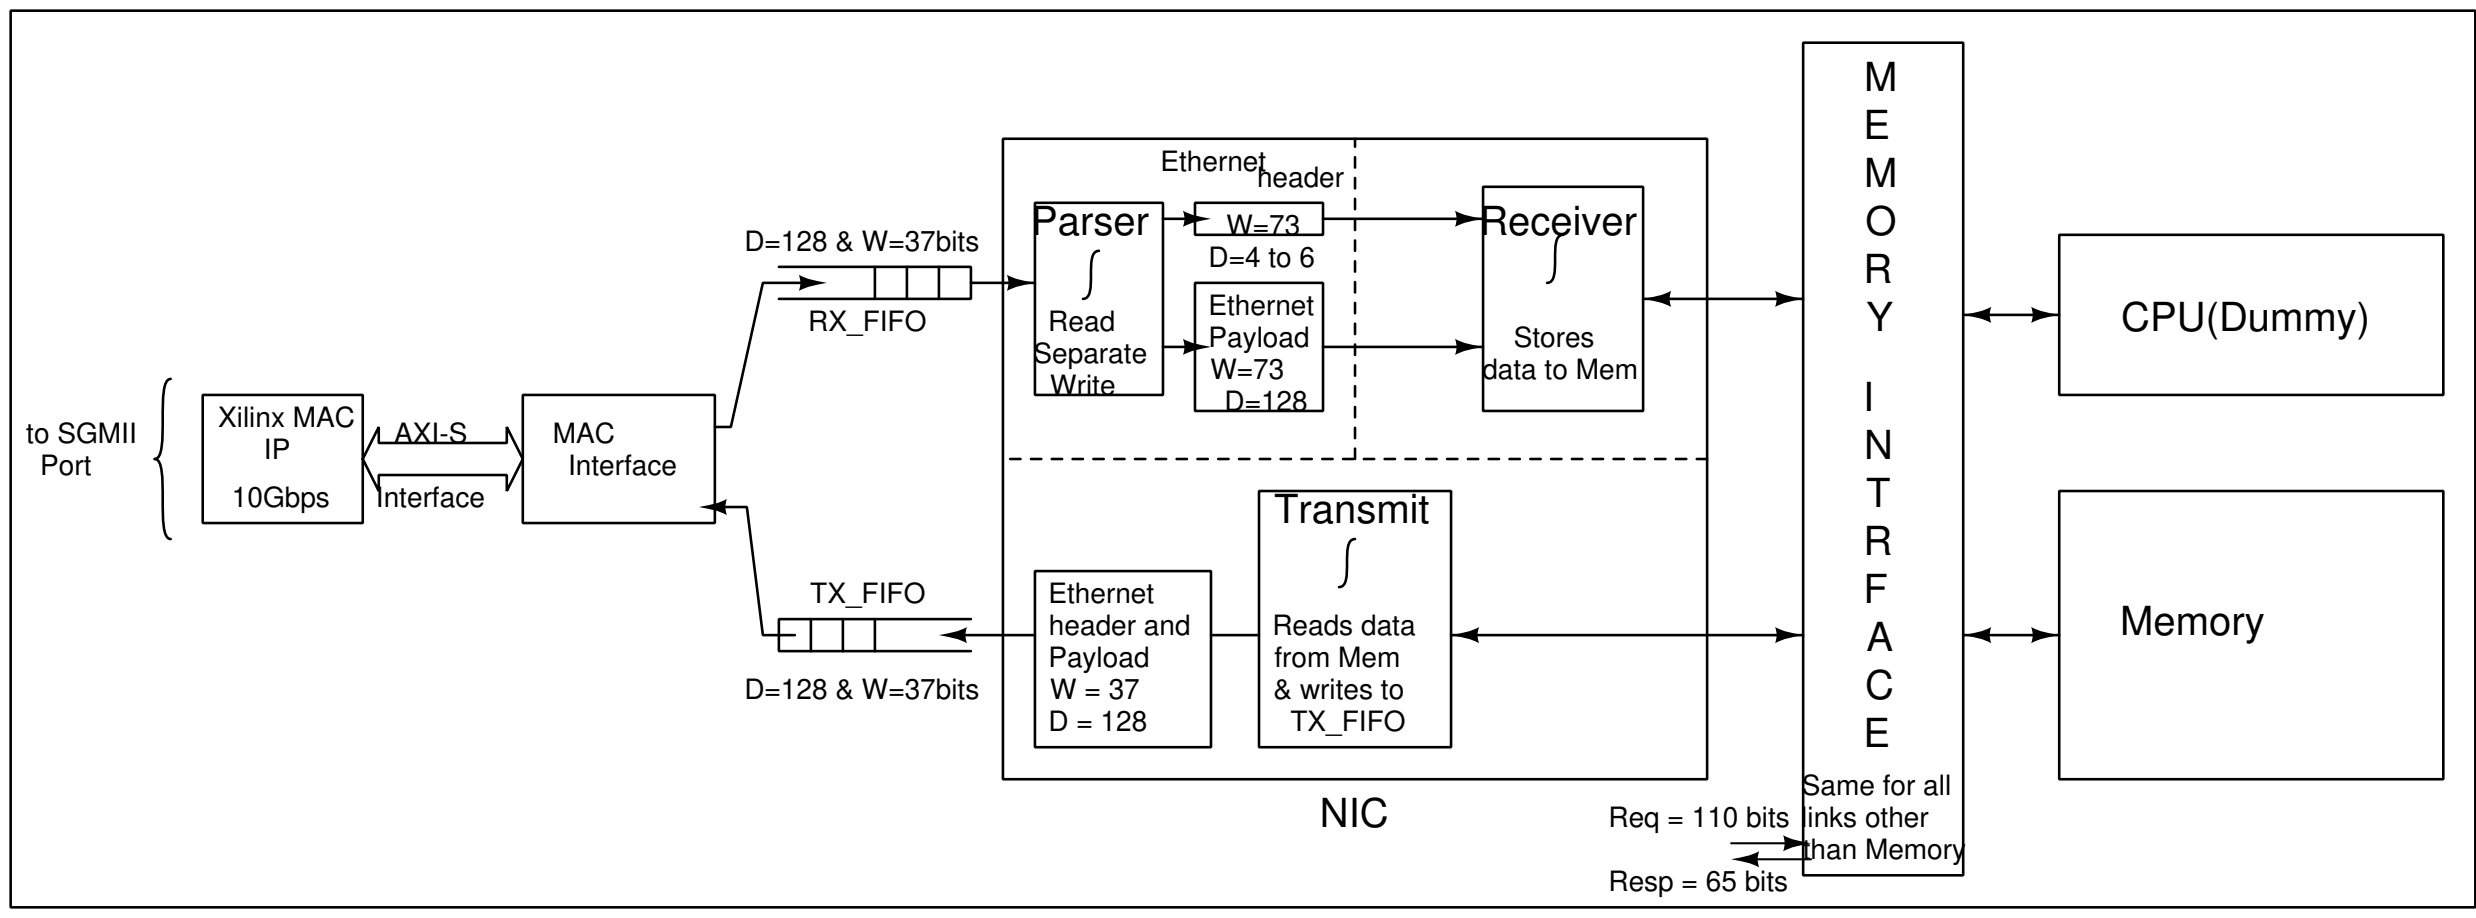 to SGMII
Port
Xilinx MAC
IP
10Gbps
AXI-S
Interface
MAC
Interface
D=128 & W=37bits
RX_FIFO
TX_FIFO
D=128 & W=37bits
Ethernet
header
Parser
Read
Separate
Write
W=73
D=4 to 6
Ethernet
Payload
W=73
D=128
Receiver
Stores
data to Mem
Ethernet
header and
Payload
W = 37
D = 128
Transmit
Reads data
from Mem
& writes to
TX_FIFO
NIC
M
E
M
O
R
Y
I
N
T
R
F
A
C
E
Same for all
links other
than Memory
Req = 110 bits
Resp = 65 bits
CPU(Dummy)
Memory